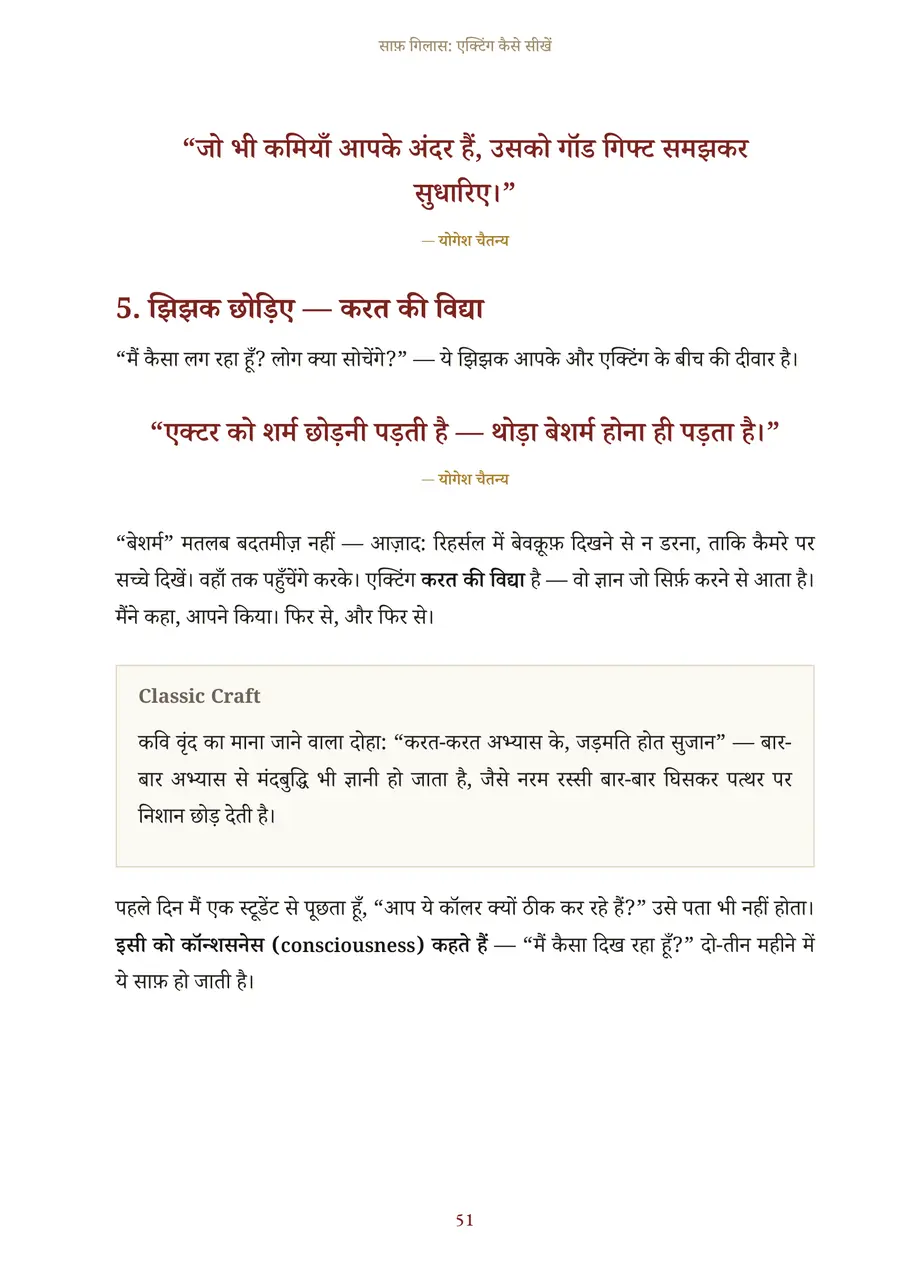 साफ़ गिलास: एक्टिंग कैसे सीखें
“जो भी कमियाँ आपके अंदर हैं, उसको गॉड गिफ्ट समझकर
सुधारिए।”
— योगेश चैतन्य
5. झिझक छोड़िए — करत की विद्या
“मैं कैसा लग रहा हूँ? लोग क्या सोचेंगे?” — ये झिझक आपके और एक्टिंग के बीच की दीवार है।
“एक्टर को शर्म छोड़नी पड़ती है — थोड़ा बेशर्म होना ही पड़ता है।”
— योगेश चैतन्य
“बेशर्म” मतलब बदतमीज़ नहीं — आज़ाद: रिहर्सल में बेवक़ूफ़ दिखने से न डरना, ताकि कैमरे पर
सच्चे दिखें। वहाँ तक पहुँचेंगे करके। एक्टिंग करत की विद्या है — वो ज्ञान जो सिर्फ़ करने से आता है।
मैंने कहा, आपने किया। फिर से, और फिर से।
Classic Craft
कवि वृंद का माना जाने वाला दोहा: “करत-करत अभ्यास के, जड़मति होत सुजान” — बार-
बार अभ्यास से मंदबुद्धि भी ज्ञानी हो जाता है, जैसे नरम रस्सी बार-बार घिसकर पत्थर पर
निशान छोड़ देती है।
पहले दिन मैं एक स्टूडेंट से पूछता हूँ, “आप ये कॉलर क्यों ठीक कर रहे हैं?” उसे पता भी नहीं होता।
इसी को कॉन्शसनेस (consciousness) कहते हैं — “मैं कैसा दिख रहा हूँ?” दो-तीन महीने में
ये साफ़ हो जाती है।
51